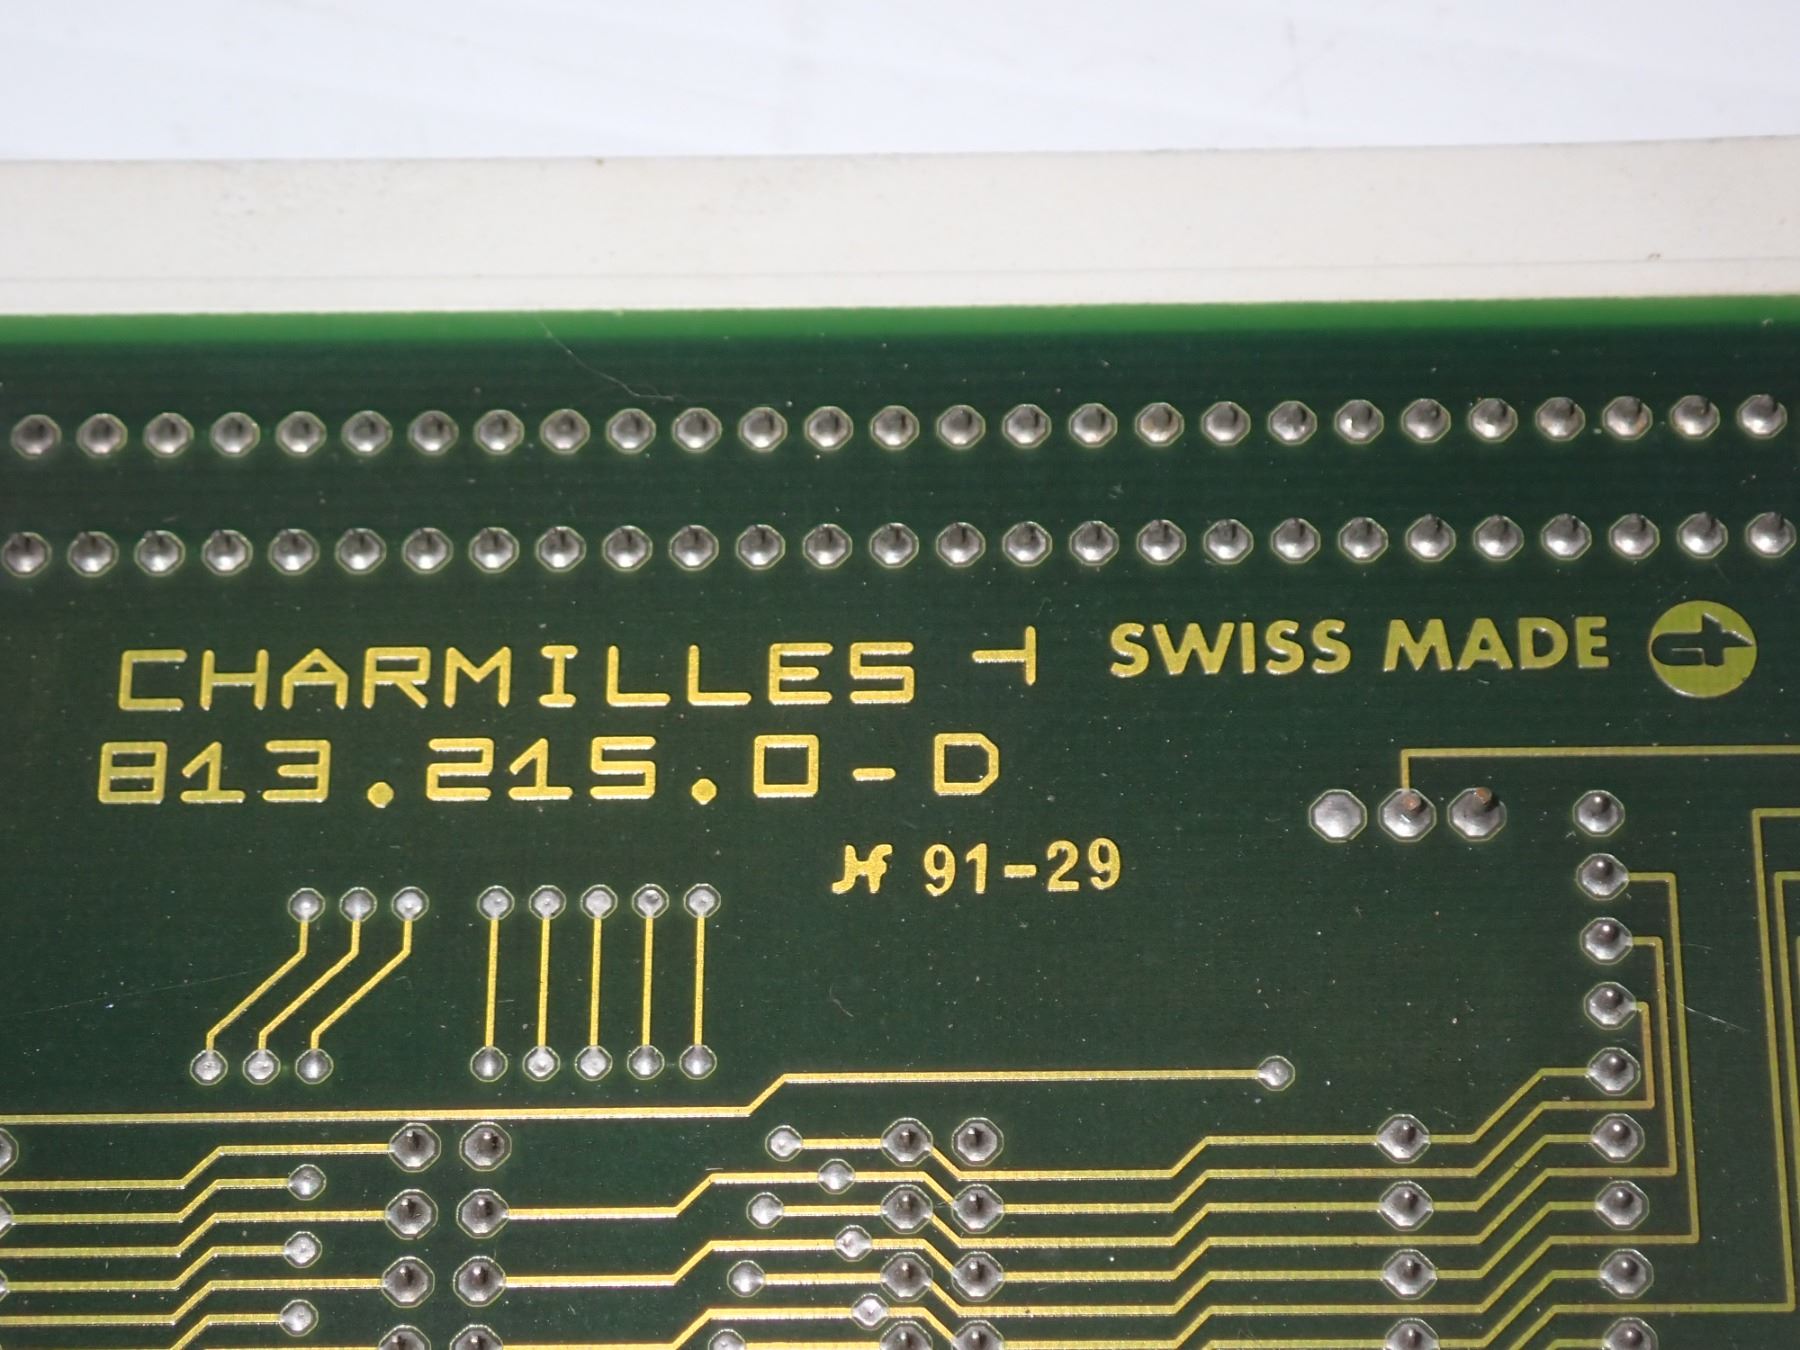 CHARMILLES
SWISS MADE
813.215.0-D
91-29